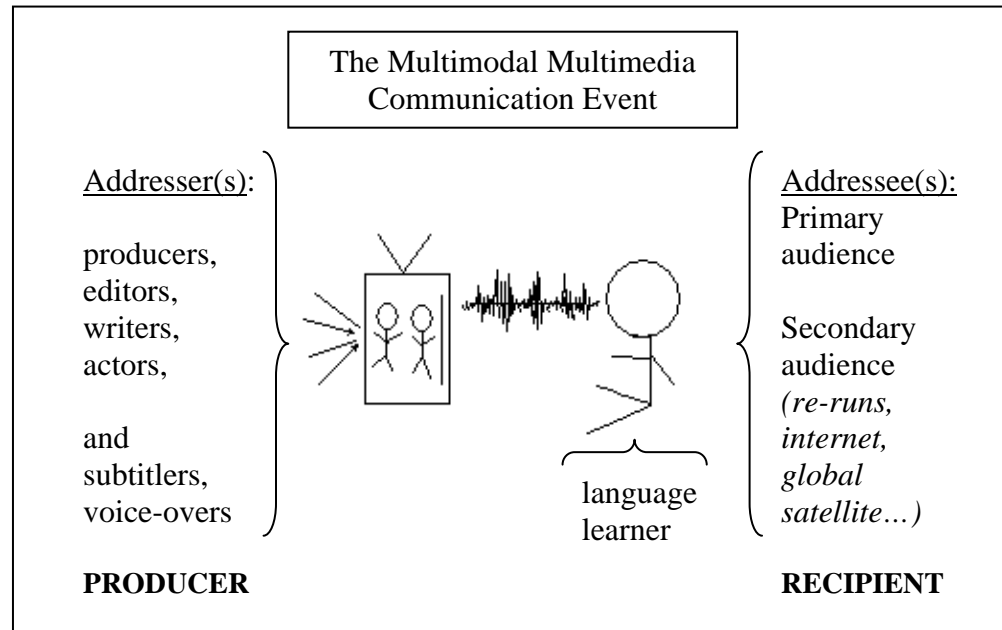 The Multimodal Multimedia
Communication Event
Addresser(s):
producers,
editors,
writers,
actors,
and
subtitlers,
voice-overs
PRODUCER
language
learner
Addressee(s):
Primary
audience
Secondary
audience
(re-runs,
internet,
global
satellite…)
RECIPIENT